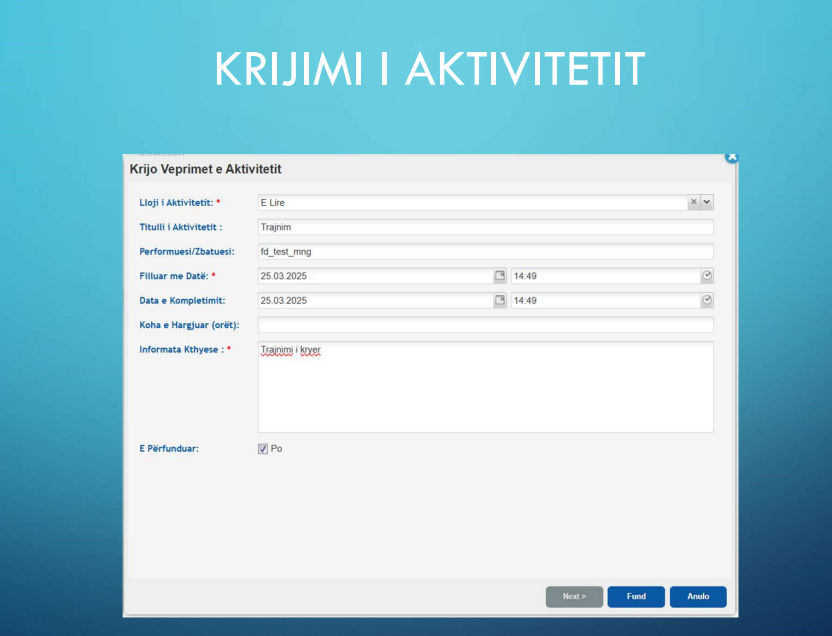 KRIJIMI I AKTIVITETIT
Krijo Veprimet e Aktivitetit
Lloji i Aktivitetit: * E Lire
Titulli i Aktivitetit : Trajnim
Performuesi/Zbatuesi: fd_test_mng
Filluar me Datë: * 25.03.2025 14:49
Data e Kompletimit: 25.03.2025 14:49
Koha e Hargjuar (orët):
Informata Kthyese : * Trajnimi i kryer
E Përfunduar: Po
Next > Fund Anulo